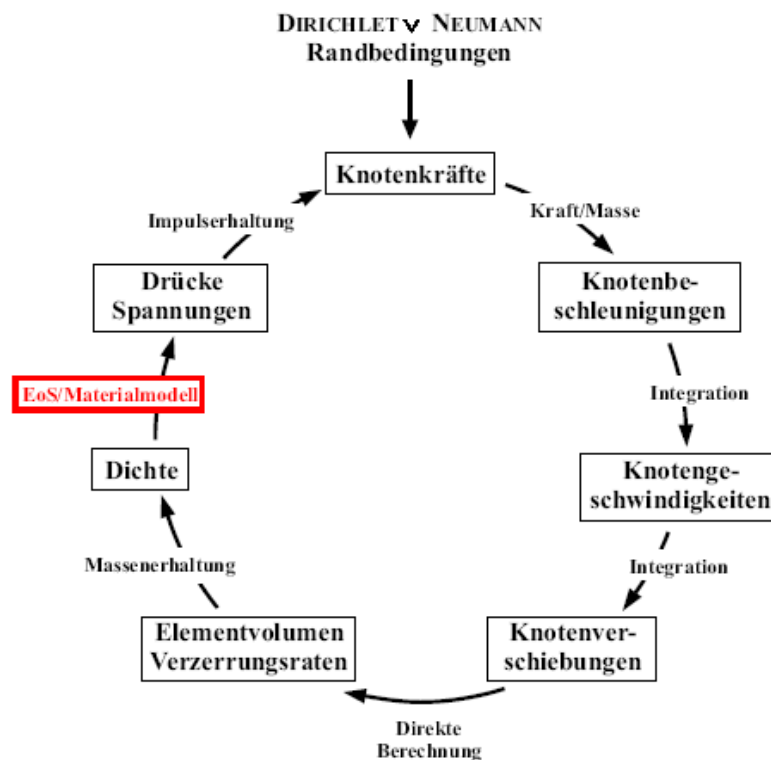 DIRICHLET ∨ NEUMANN
Randbedingungen
Knotenkräfte
Kraft/Masse
Knotenbe-
schleunigungen
Integration
Knotenge-
schwindigkeiten
Integration
Knotenver-
schiebungen
Direkte
Berechnung
Elementvolumen
Verzerrungsraten
Massenerhaltung
Dichte
EoS/Materialmodell
Drücke
Spannungen
Impulserhaltung